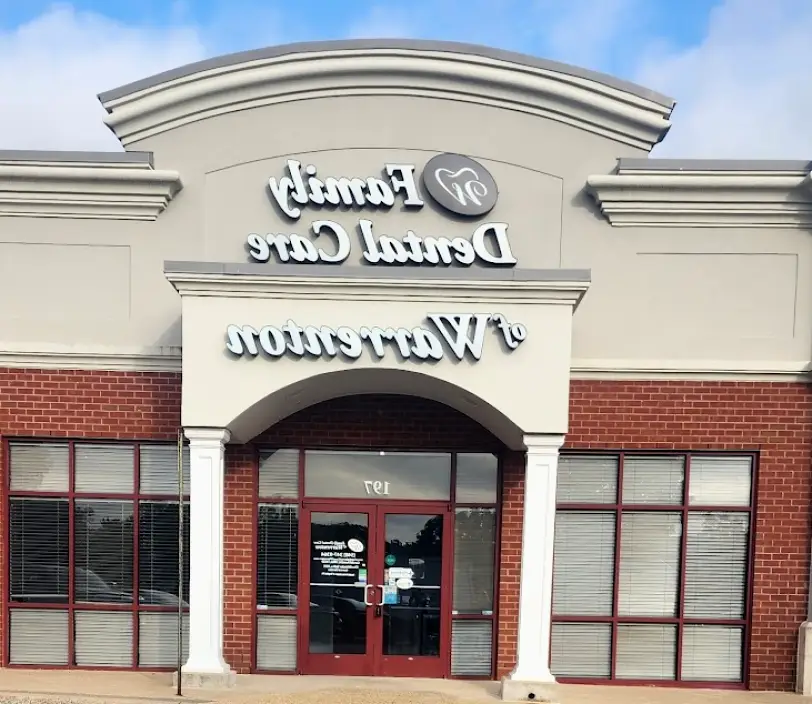 Family
Dental Care
of Warrenton
197